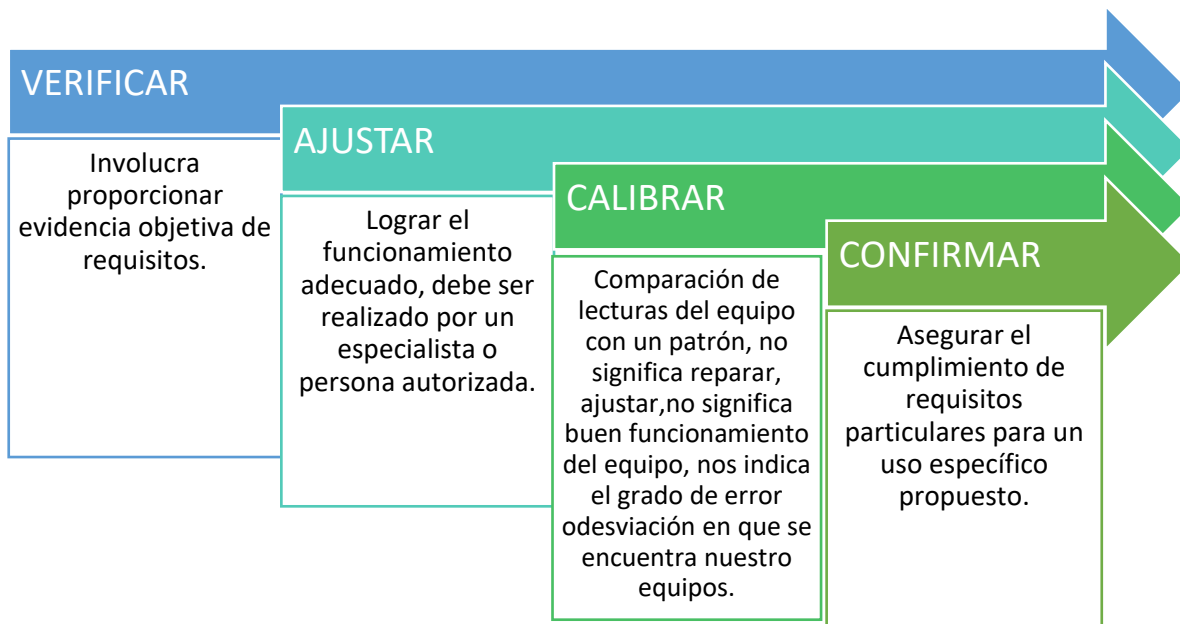 VERIFICAR
Involucra
proporcionar
evidencia objetiva de
requisitos.
AJUSTAR
Lograr el
funcionamiento
adecuado, debe ser
realizado por un
especialista o
persona autorizada.
CALIBRAR
Comparación de
lecturas del equipo
con un patrón, no
significa reparar,
ajustar,no significa
buen funcionamiento
del equipo, nos indica
el grado de error
odesviación en que se
encuentra nuestro
equipos.
CONFIRMAR
Asegurar el
cumplimiento de
requisitos
particulares para un
uso específico
propuesto.